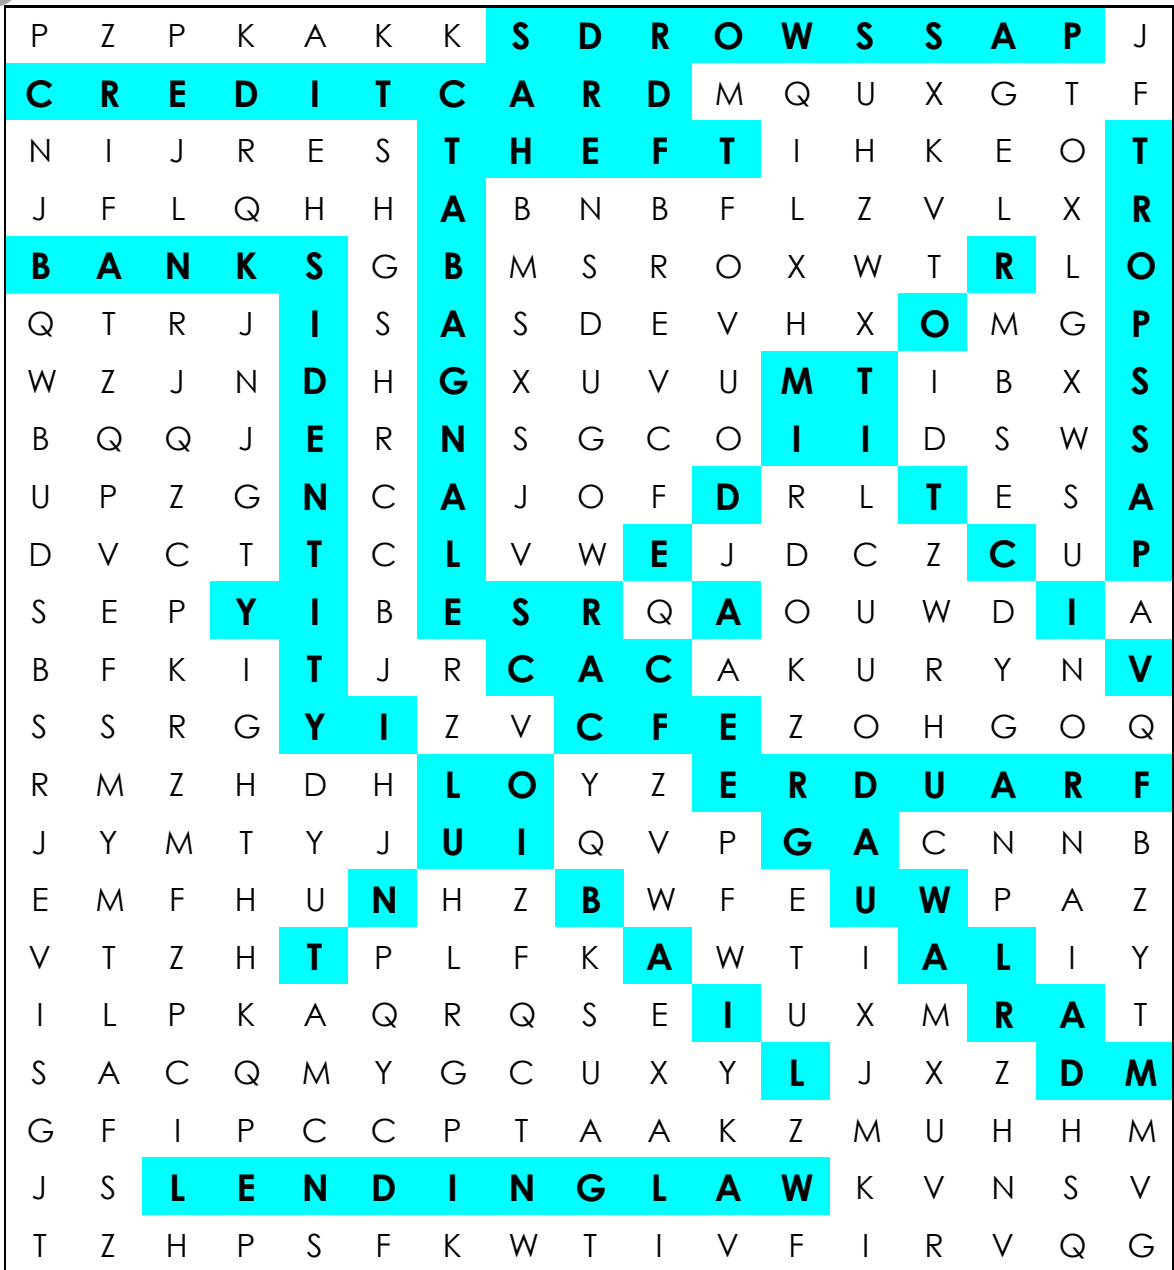 P Z P K A K K S D R O W S S A P J
C R E D I T C A R D M Q U X G T F
N I J R E S T H E F T I H K E O T
J F L Q H H A B N B F L Z V L X R
B A N K S G B M S R O X W T R L O
Q T R J I S A S D E V H X O M G P
W Z J N D H G X U V U M T I B X S
B Q Q J E R N S G C O I I D S W S
U P Z G N C A J O F D R L T E S A
D V C T T C L V W E J D C Z C U P
S E P Y I B E S R Q A O U W D I A
B F K I T J R C A C A K U R Y N V
S S R G Y I Z V C F E Z O H G O Q
R M Z H D H L O Y Z E R D U A R F
J Y M T Y J U I Q V P G A C N N B
E M F H U N H Z B W F E U W P A Z
V T Z H T P L F K A W T I A L I Y
I L P K A Q R Q S E I U X M R A T
S A C Q M Y G C U X Y L J X Z D M
G F I P C C P T A A K Z M U H H M
J S L E N D I N G L A W K V N S V
T Z H P S F K W T I V F I R V Q G